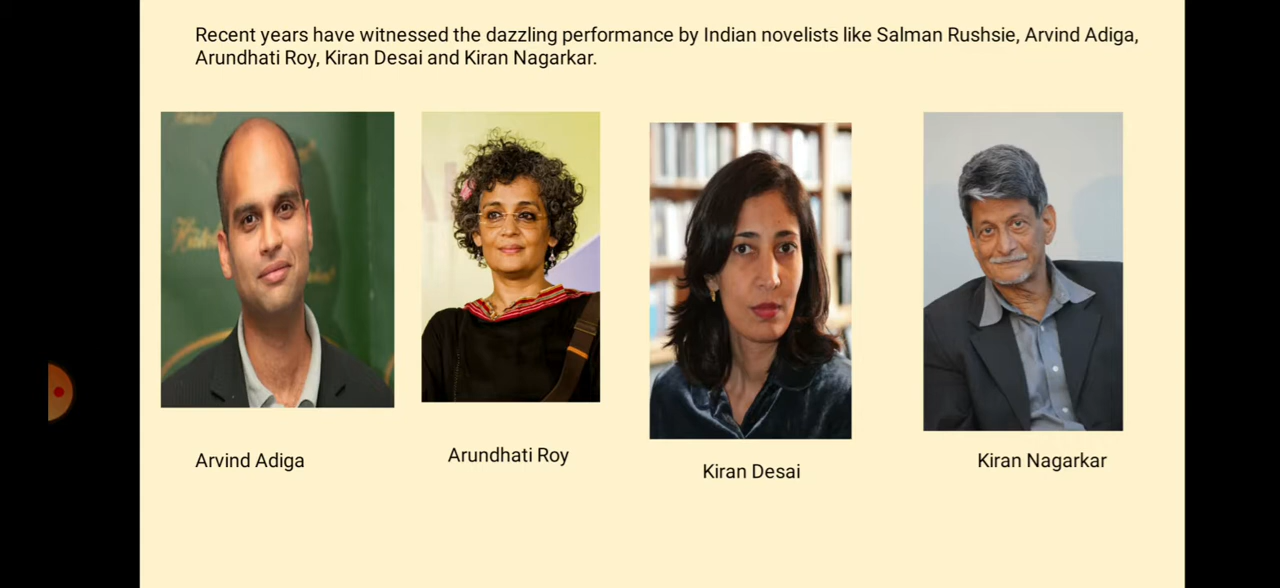 Recent years have witnessed the dazzling performance by Indian novelists like Salman Rushsie, Arvind Adiga,
Arundhati Roy, Kiran Desai and Kiran Nagarkar.
Arvind Adiga
Arundhati Roy
Kiran Desai
Kiran Nagarkar